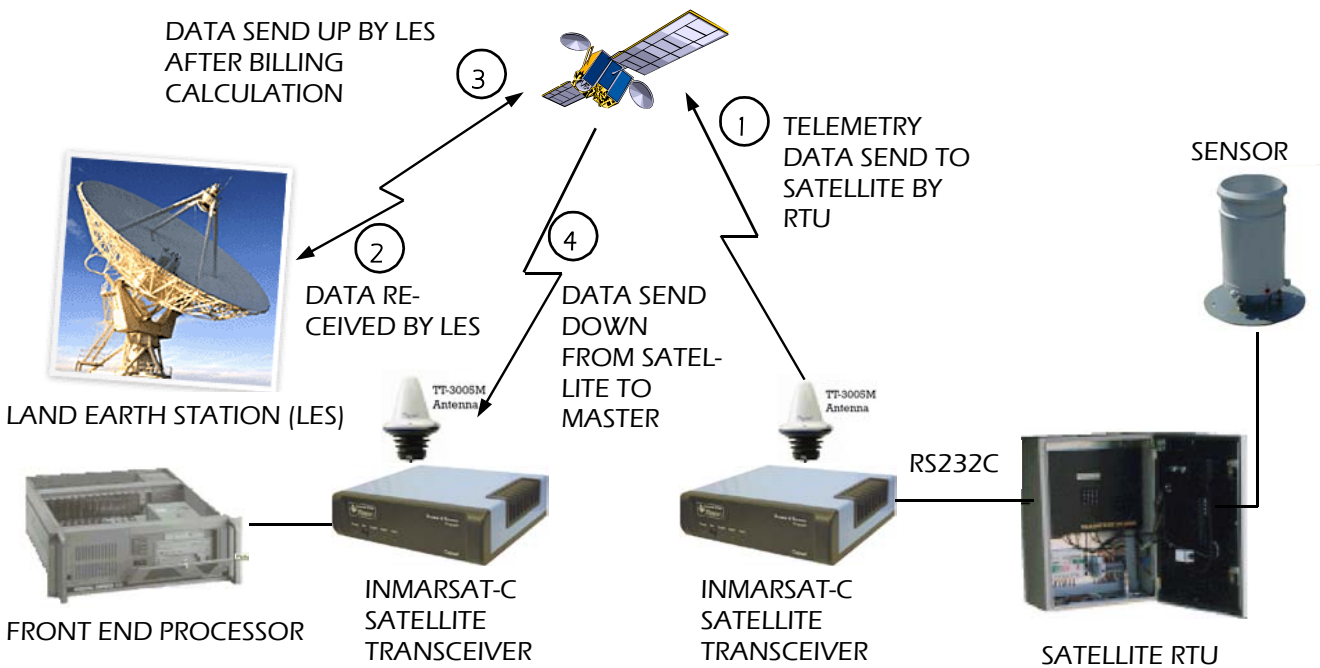 DATA SEND UP BY LES
AFTER BILLING
CALCULATION
3
1
TELEMETRY
DATA SEND TO
SATELLITE BY
RTU
SENSOR
2
DATA RE-
CEIVED BY LES
4
DATA SEND
DOWN
FROM SATEL-
LITE TO
MASTER
TT-3005M
Antenna
TT-3005M
Antenna
LAND EARTH STATION (LES)
RS232C
FRONT END PROCESSOR
INMARSAT-C
SATELLITE
TRANSCEIVER
INMARSAT-C
SATELLITE
TRANSCEIVER
SATELLITE RTU